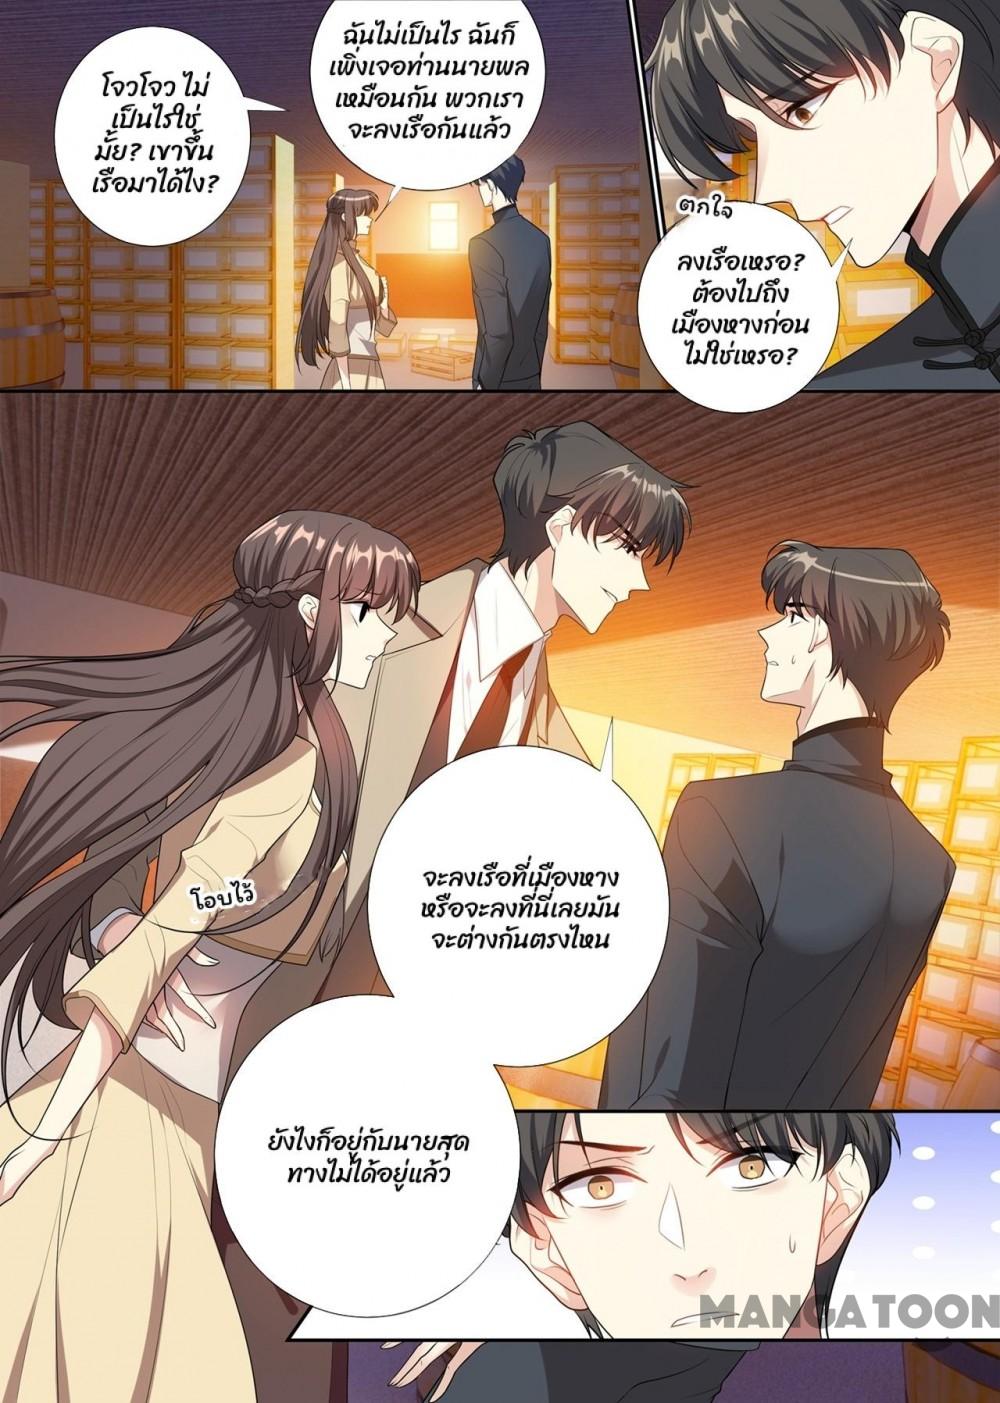 โจวโจว ไม่
เป็นไรใช่
มั้ย? เขาขึ้น
เรือมาได้ไง?
ฉันไม่เป็นไร ฉันก็
เพิ่งเจอท่านนายพล
เหมือนกัน พวกเรา
จะลงเรือกันแล้ว
ตกใจ
ลงเรือเหรอ?
ต้องไปถึง
เมืองหางก่อน
ไม่ใช่เหรอ?
โอบไว้
จะลงเรือที่เมืองหาง
หรือจะลงที่นี่เลยมัน
จะต่างกันตรงไหน
ยังไงก็อยู่กับนายสุด
ทางไม่ได้อยู่แล้ว
MANGATOON